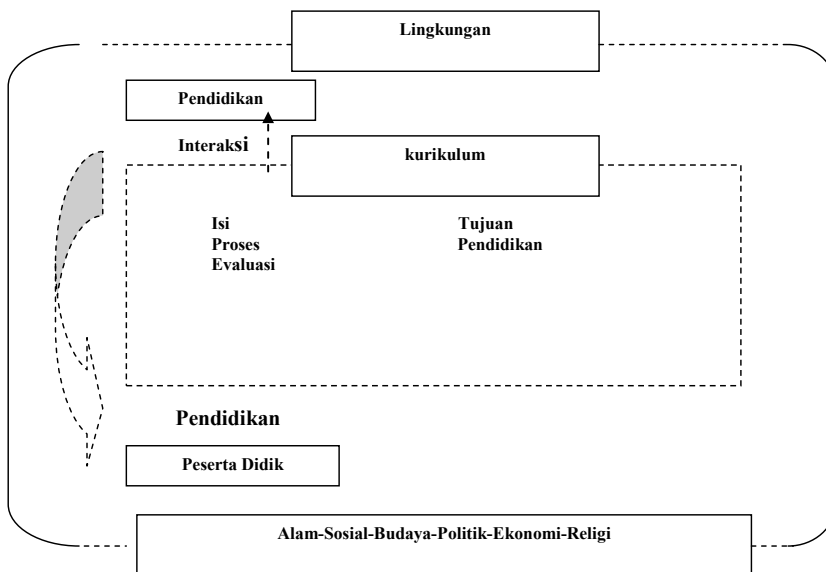 Lingkungan
Pendidikan
Interaksi
kurikulum
Isi
Proses
Evaluasi
Tujuan
Pendidikan
Pendidikan
Peserta Didik
Alam-Sosial-Budaya-Politik-Ekonomi-Religi